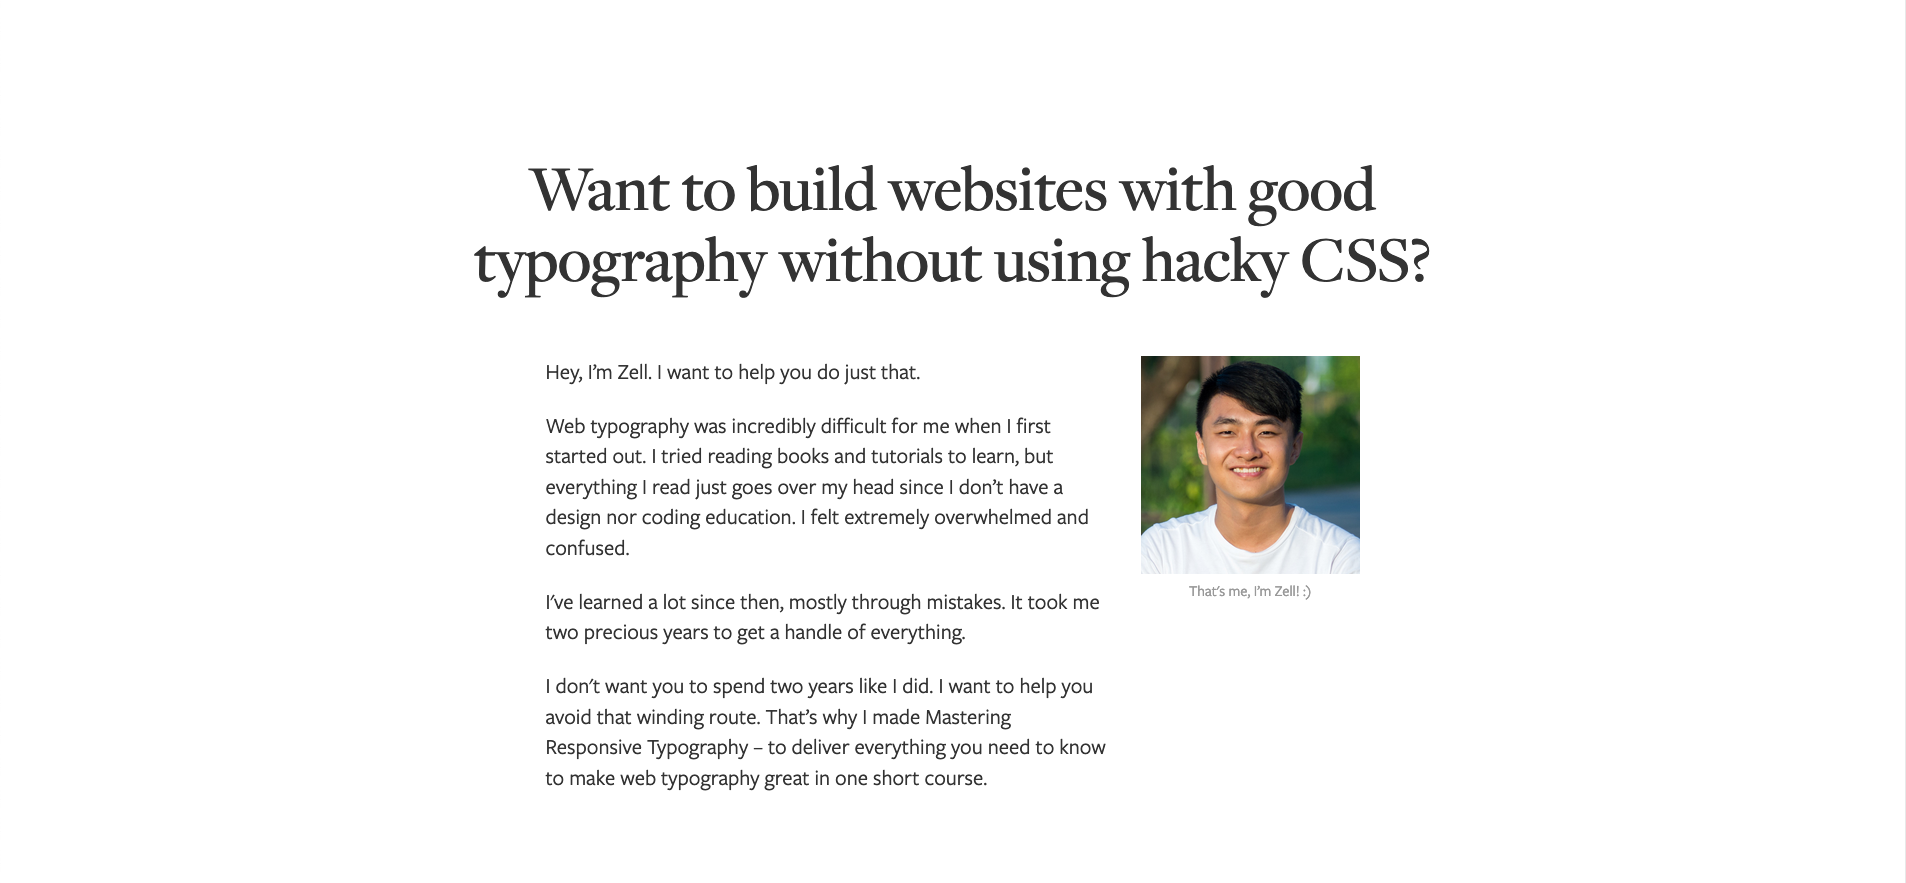 Want to build websites with good
typography without using hacky CSS?
Hey, I’m Zell. I want to help you do just that.
Web typography was incredibly difficult for me when I first
started out. I tried reading books and tutorials to learn, but
everything I read just goes over my head since I don’t have a
design nor coding education. I felt extremely overwhelmed and
confused.
I’ve learned a lot since then, mostly through mistakes. It took me
two precious years to get a handle of everything.
I don’t want you to spend two years like I did. I want to help you
avoid that winding route. That’s why I made Mastering
Responsive Typography – to deliver everything you need to know
to make web typography great in one short course.
That’s me, I’m Zell! :)